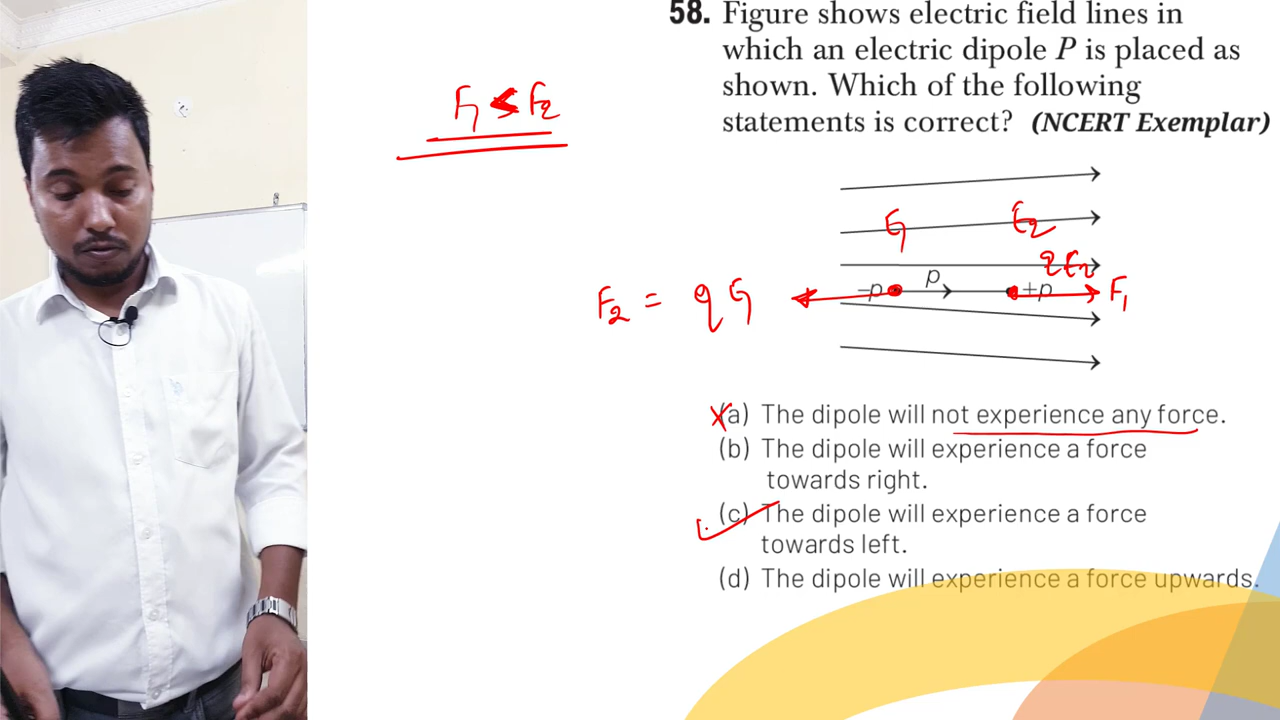 58. Figure shows electric field lines in
which an electric dipole P is placed as
shown. Which of the following
statements is correct? (NCERT Exemplar)
F1 < F2
E1 E2
qE2
–p p +p F1
F2 = qE1
(a) The dipole will not experience any force.
(b) The dipole will experience a force
towards right.
(c) The dipole will experience a force
towards left.
(d) The dipole will experience a force upwards.